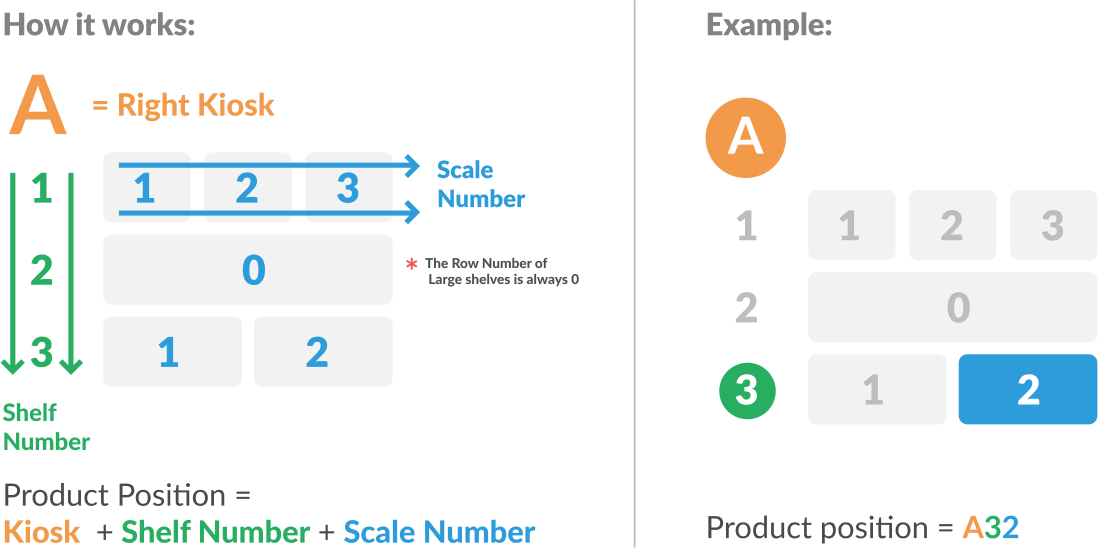 How it works:
A = Right Kiosk
1 1 2 3 Scale
Number
2 0 * The Row Number of
Large shelves is always 0
3 1 2
Shelf
Number
Product Position =
Kiosk + Shelf Number + Scale Number
Example:
A
1 1 2 3
2 0
3 1 2
Product position = A32